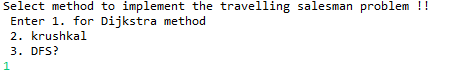 Select method to implement the travelling salesman problem !!
Enter 1. for Dijkstra method
2. krushkal
3. DFS?
1